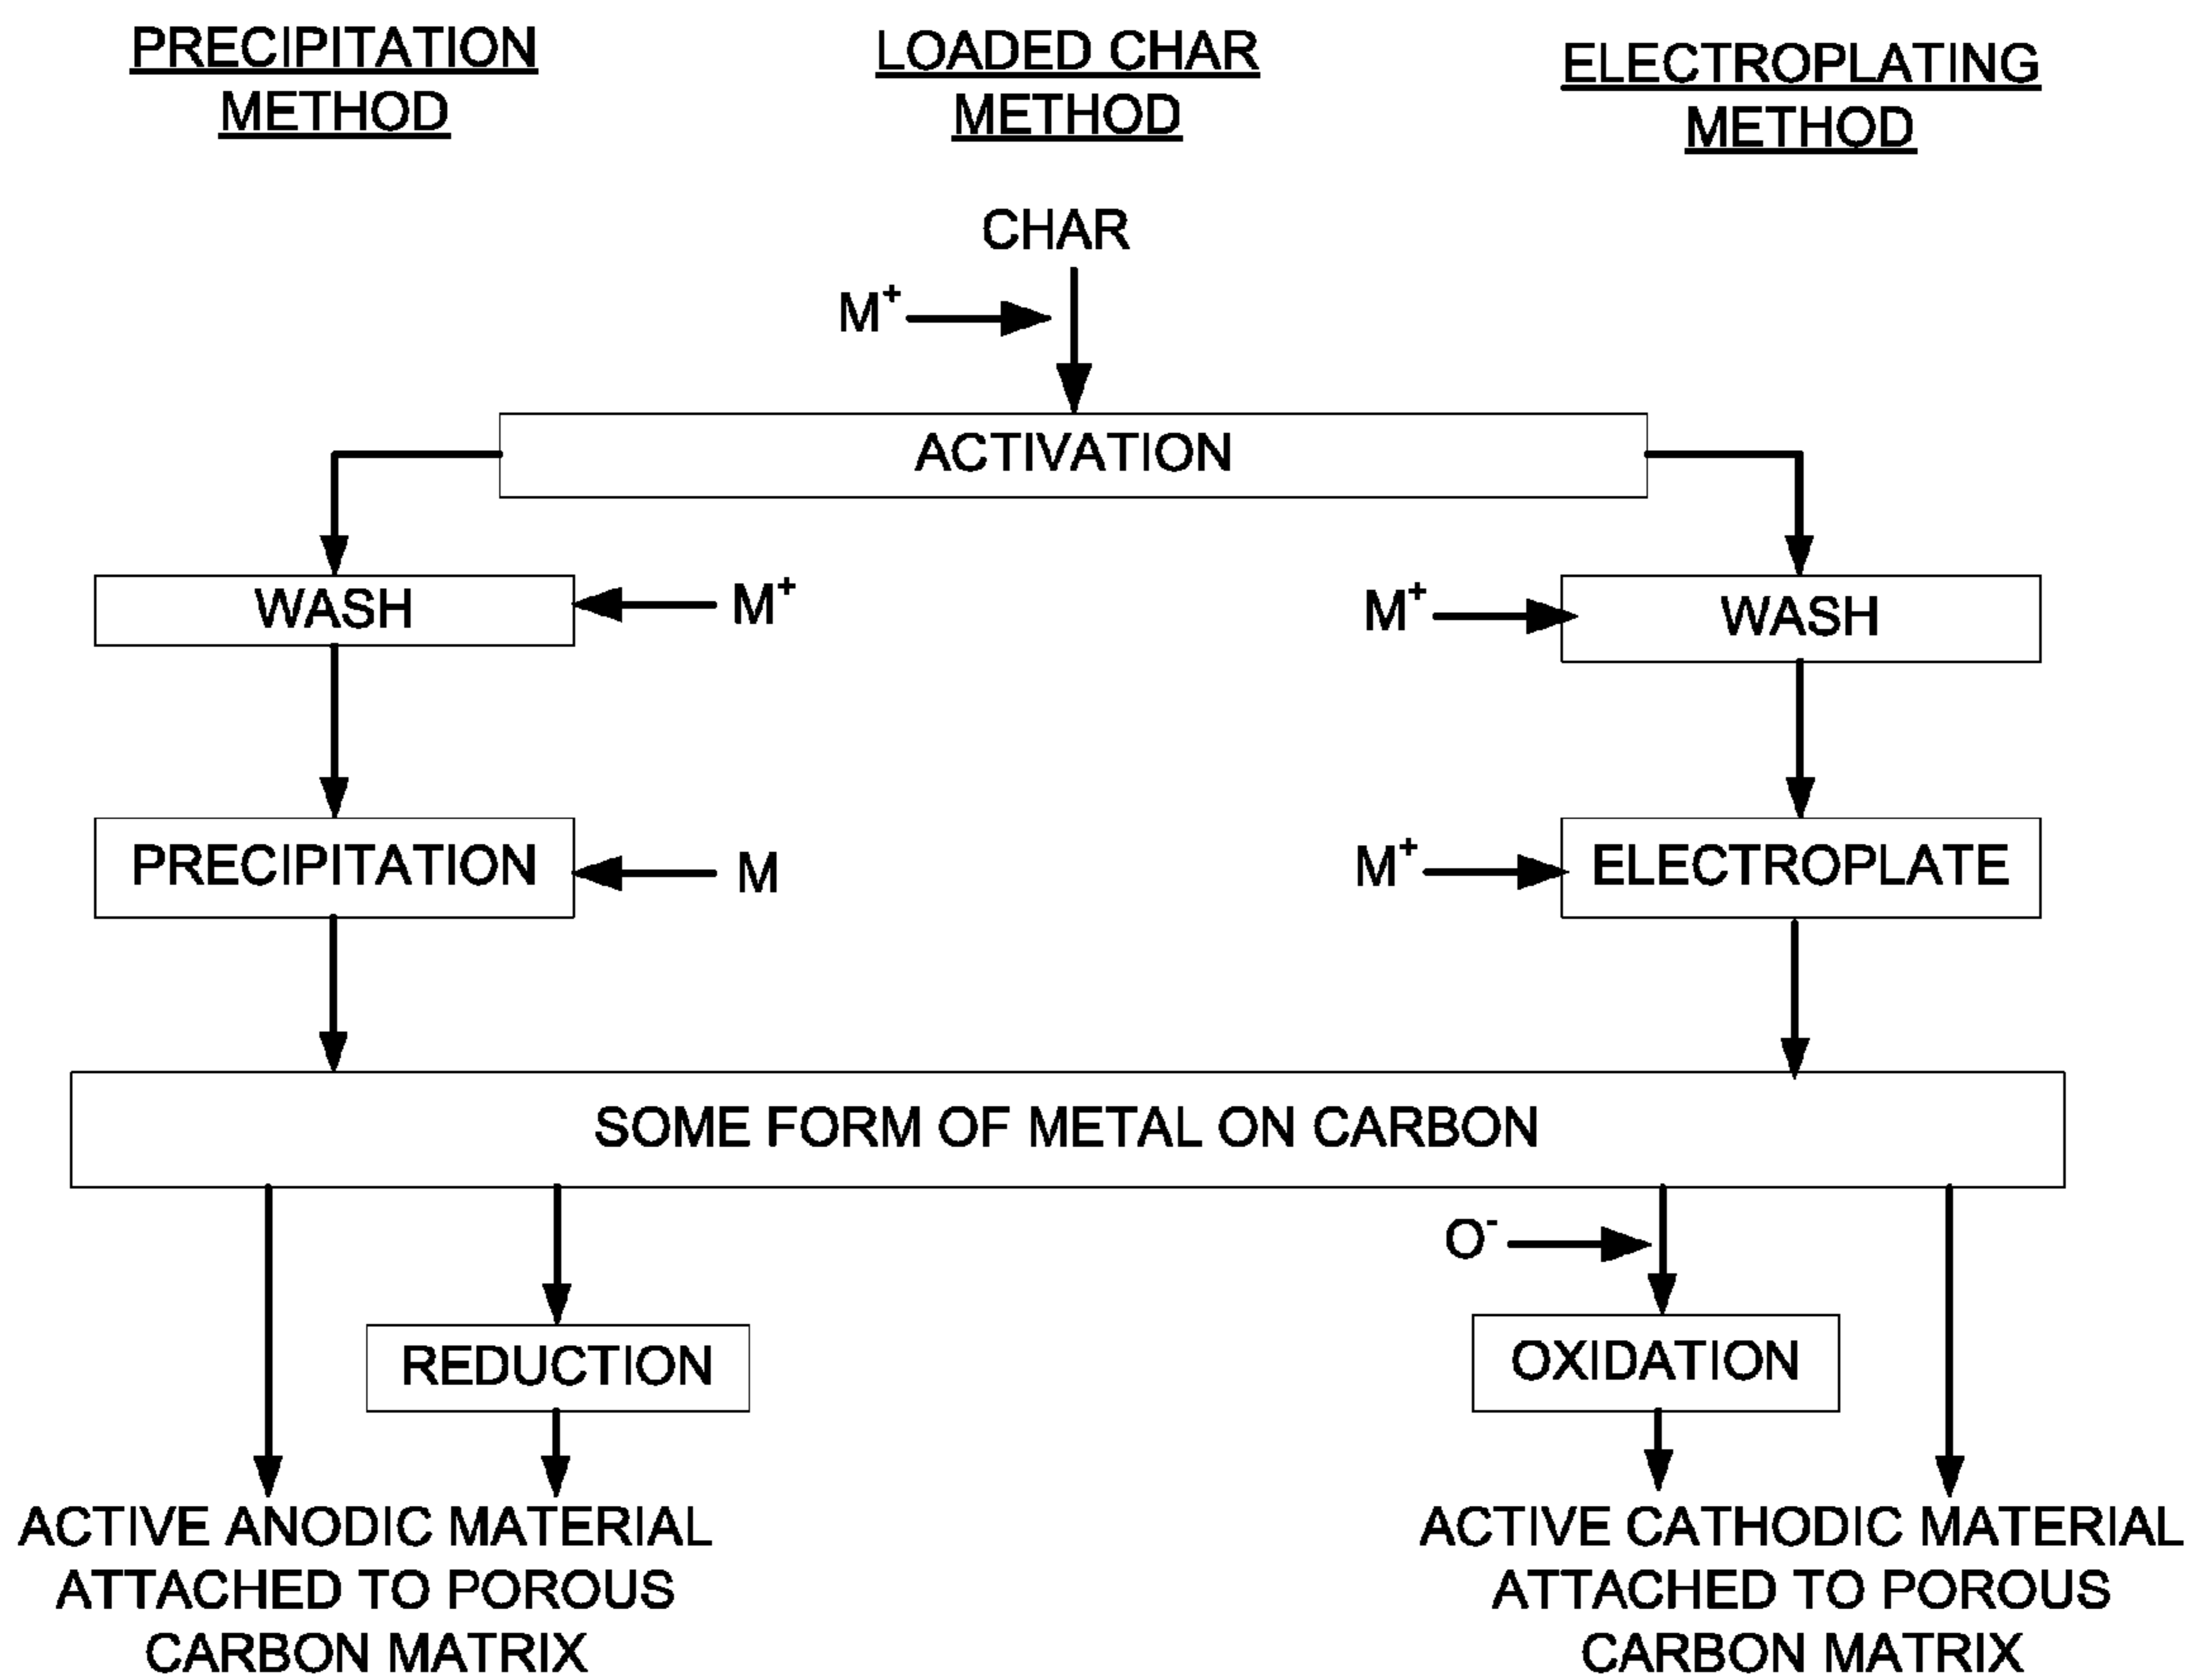 PRECIPITATION
METHOD
LOADED CHAR
METHOD
ELECTROPLATING
METHOD
CHAR
M⁺
ACTIVATION
WASH
M⁺
M⁺
WASH
PRECIPITATION
M
M⁺
ELECTROPLATE
SOME FORM OF METAL ON CARBON
O⁻
REDUCTION
OXIDATION
ACTIVE ANODIC MATERIAL
ATTACHED TO POROUS
CARBON MATRIX
ACTIVE CATHODIC MATERIAL
ATTACHED TO POROUS
CARBON MATRIX